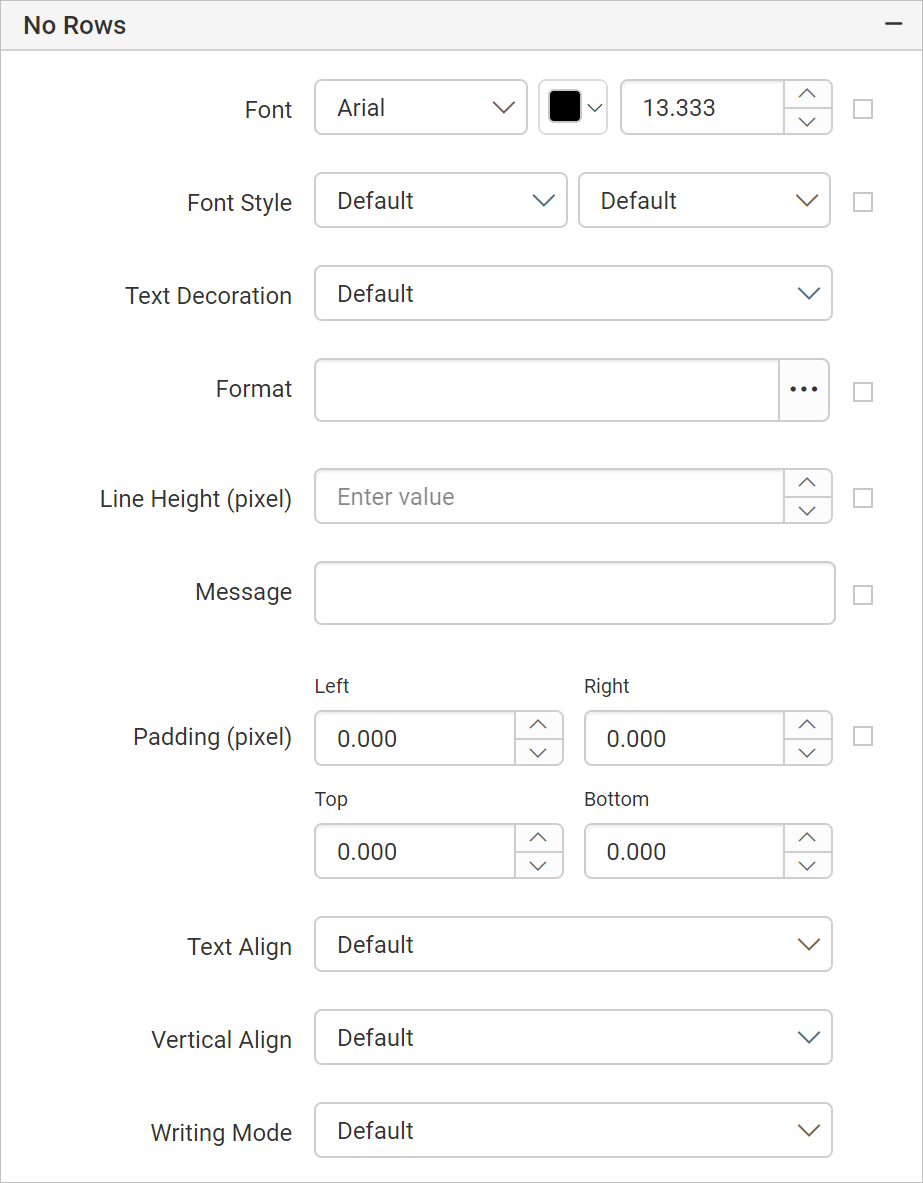 No Rows
Font Arial 13.333
Font Style Default Default
Text Decoration Default
Format
Line Height (pixel) Enter value
Message
Left Right
Padding (pixel) 0.000 0.000
Top Bottom
0.000 0.000
Text Align Default
Vertical Align Default
Writing Mode Default